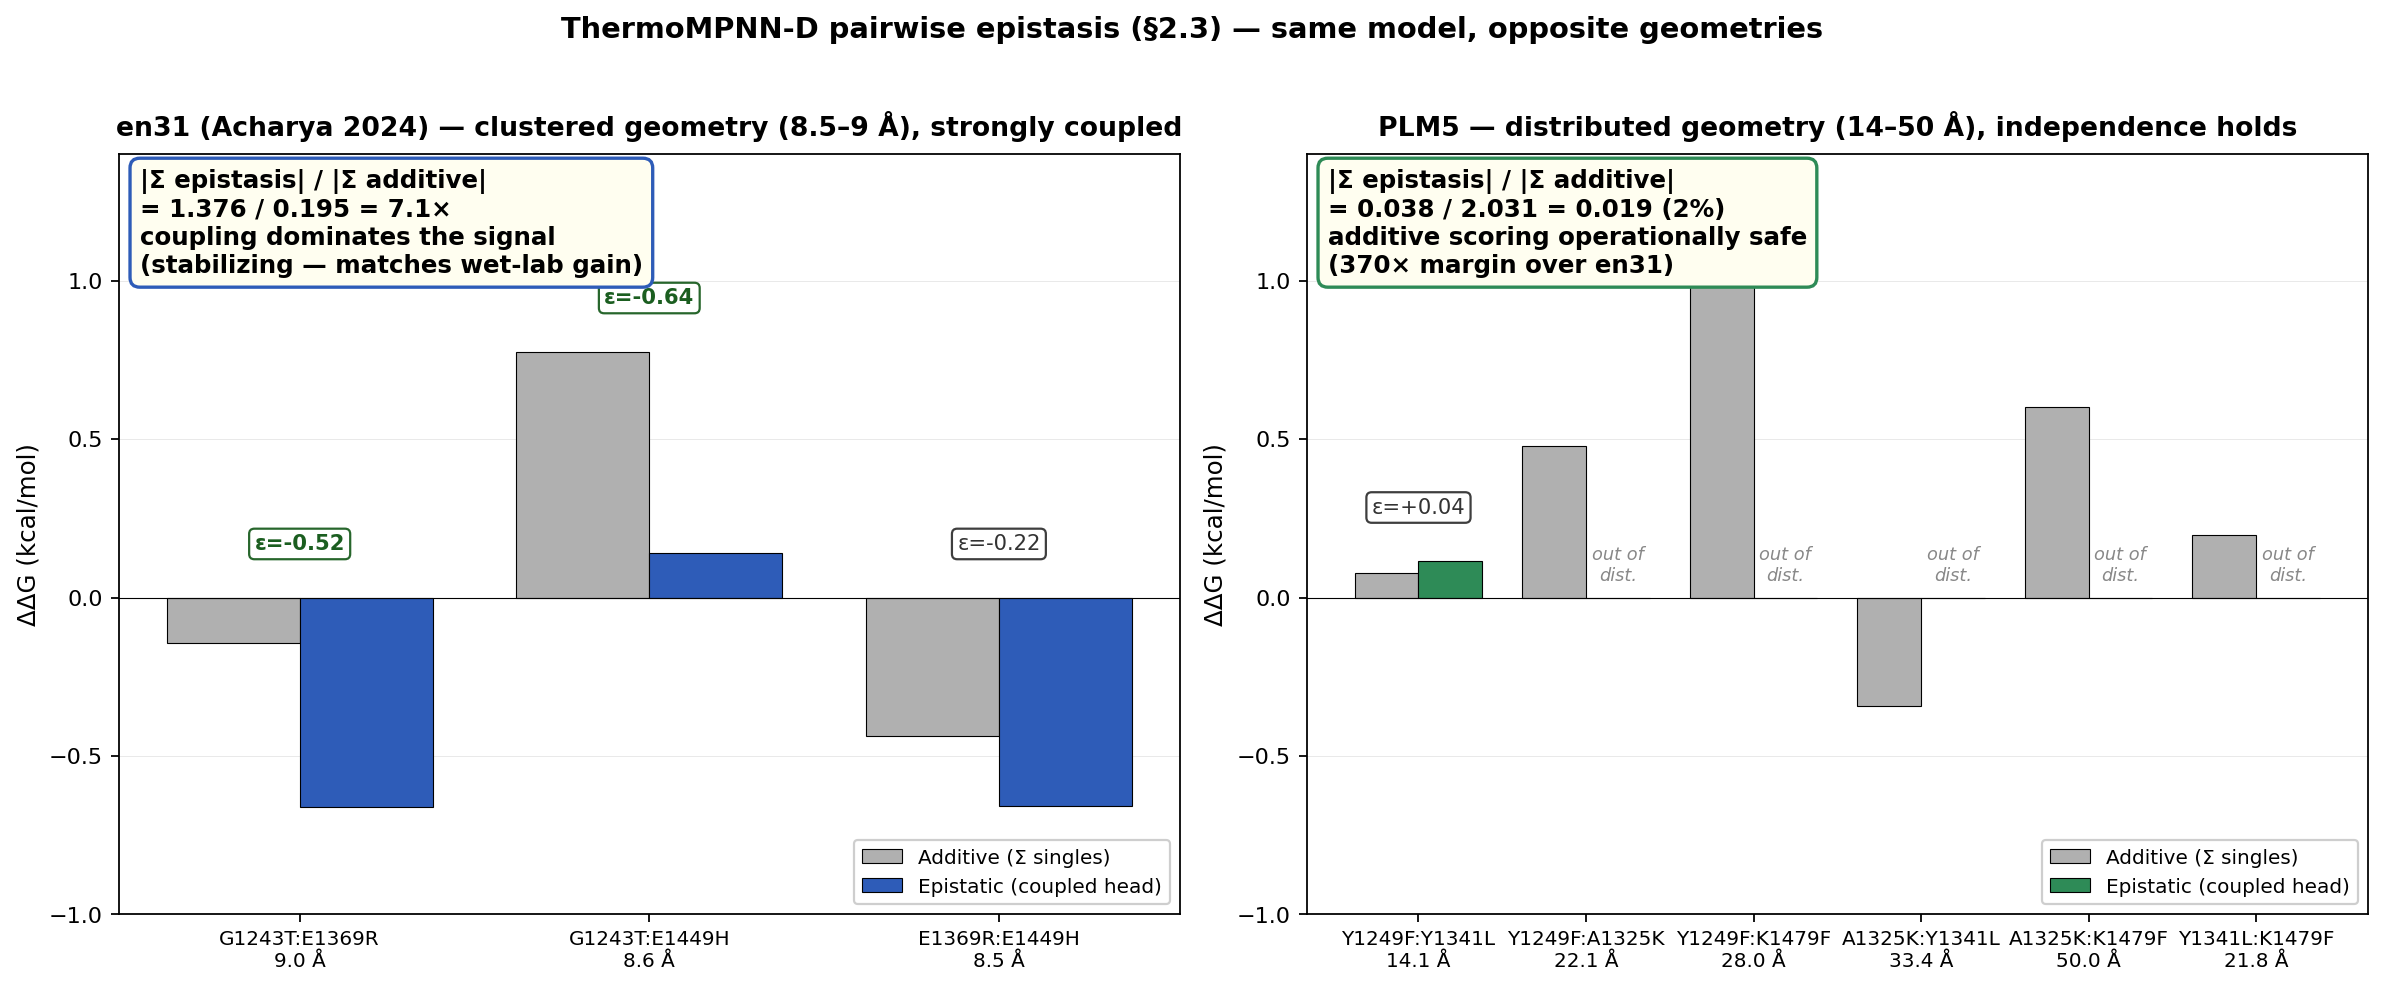 ThermoMPNN-D pairwise epistasis (§2.3) — same model, opposite geometries
en31 (Acharya 2024) — clustered geometry (8.5–9 Å), strongly coupled
|Σ epistasis| / |Σ additive|
= 1.376 / 0.195 = 7.1×
coupling dominates the signal
(stabilizing — matches wet-lab gain)
ε=-0.64
ε=-0.52
ε=-0.22
ΔΔG (kcal/mol)
1.0
0.5
0.0
−0.5
−1.0
Additive (Σ singles)
Epistatic (coupled head)
G1243T:E1369R
9.0 Å
G1243T:E1449H
8.6 Å
E1369R:E1449H
8.5 Å
PLM5 — distributed geometry (14–50 Å), independence holds
|Σ epistasis| / |Σ additive|
= 0.038 / 2.031 = 0.019 (2%)
additive scoring operationally safe
(370× margin over en31)
ε=+0.04
out of
dist.
out of
dist.
out of
dist.
out of
dist.
out of
dist.
ΔΔG (kcal/mol)
1.0
0.5
0.0
−0.5
−1.0
Additive (Σ singles)
Epistatic (coupled head)
Y1249F:Y1341L
14.1 Å
Y1249F:A1325K
22.1 Å
Y1249F:K1479F
28.0 Å
A1325K:Y1341L
33.4 Å
A1325K:K1479F
50.0 Å
Y1341L:K1479F
21.8 Å